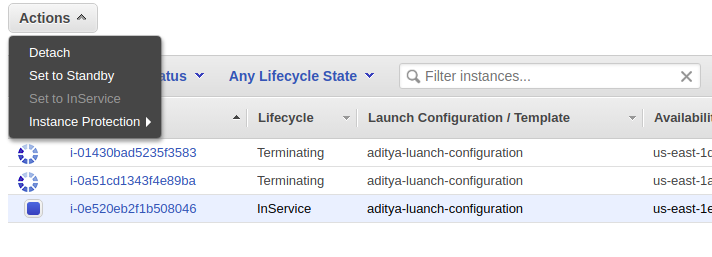 Actions
Detach
Set to Standby
Set to InService
Instance Protection
atus
Any Lifecycle State
Filter instances...
Lifecycle
Launch Configuration / Template
Availabili
i-01430bad5235f3583 Terminating aditya-luanch-configuration us-east-1d
i-0a51cd1343f4e89ba Terminating aditya-luanch-configuration us-east-1a
i-0e520eb2f1b508046 InService aditya-luanch-configuration us-east-1e